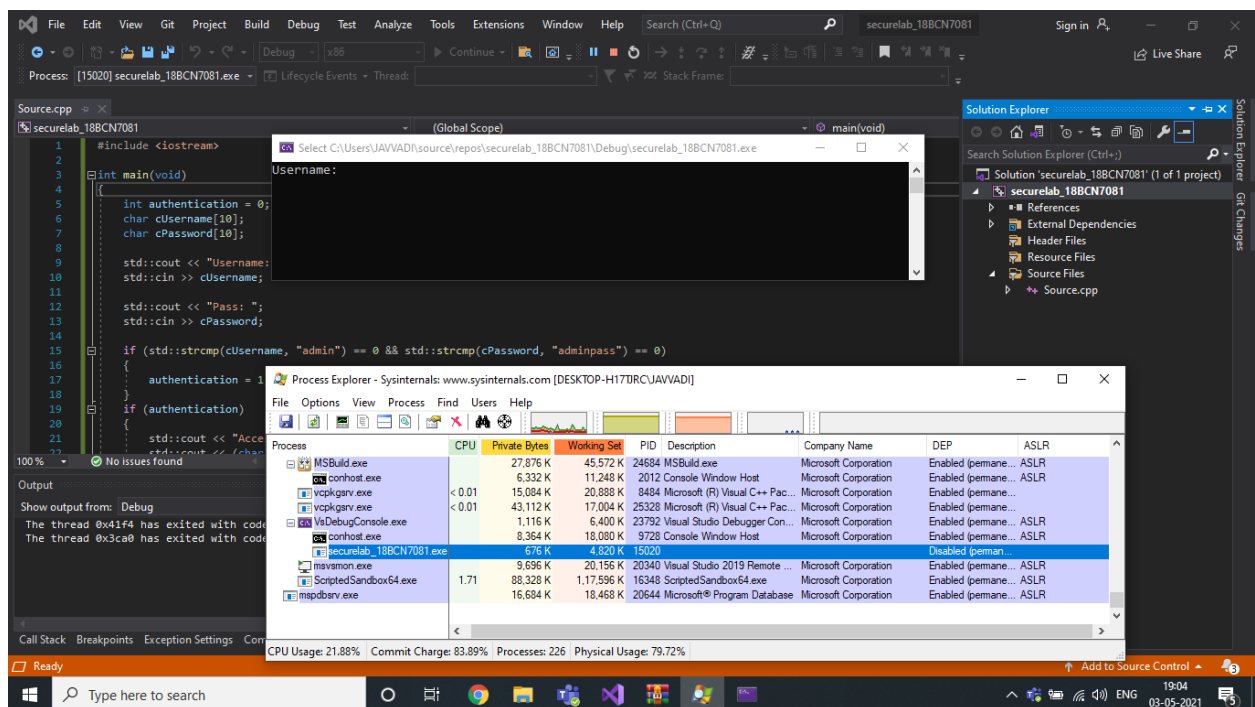 File Edit View Git Project Build Debug Test Analyze Tools Extensions Window Help Search (Ctrl+Q) securelab_18BCN7081 Sign in
Debug x86 Continue Live Share
Process: [15020] securelab_18BCN7081.exe Lifecycle Events Thread: Stack Frame:
Source.cpp
securelab_18BCN7081 (Global Scope) main(void)
1 #include <iostream>
2
3 int main(void)
4 {
5 int authentication = 0;
6 char cUsername[10];
7 char cPassword[10];
8
9 std::cout << "Username:
10 std::cin >> cUsername;
11
12 std::cout << "Pass: ";
13 std::cin >> cPassword;
14
15 if (std::strcmp(cUsername, "admin") == 0 && std::strcmp(cPassword, "adminpass") == 0)
16 {
17 authentication = 1
18 }
19 if (authentication)
20 {
21 std::cout << "Acce
22 std::cout << (char
100 % No issues found
Select C:\Users\JAVVADI\source\repos\securelab_18BCN7081\Debug\securelab_18BCN7081.exe
Username:
Solution Explorer
Search Solution Explorer (Ctrl+;)
Solution 'securelab_18BCN7081' (1 of 1 project)
securelab_18BCN7081
References
External Dependencies
Header Files
Resource Files
Source Files
Source.cpp
Solution Explorer
Git Changes
Output
Show output from: Debug
The thread 0x41f4 has exited with code
The thread 0x3ca0 has exited with code
Call Stack Breakpoints Exception Settings Com
Process Explorer - Sysinternals: www.sysinternals.com [DESKTOP-H17TJRC\JAVVADI]
File Options View Process Find Users Help
Process CPU Private Bytes Working Set PID Description Company Name DEP ASLR
MSBuild.exe 27,876 K 45,572 K 24684 MSBuild.exe Microsoft Corporation Enabled (permane... ASLR
conhost.exe 6,332 K 11,248 K 2012 Console Window Host Microsoft Corporation Enabled (permane... ASLR
vcpkgsrv.exe < 0.01 15,084 K 20,888 K 8484 Microsoft (R) Visual C++ Pac... Microsoft Corporation Enabled (permane...
vcpkgsrv.exe < 0.01 43,112 K 17,004 K 25328 Microsoft (R) Visual C++ Pac... Microsoft Corporation Enabled (permane...
VsDebugConsole.exe 1,116 K 6,400 K 23792 Visual Studio Debugger Con... Microsoft Corporation Enabled (permane... ASLR
conhost.exe 8,364 K 18,080 K 9728 Console Window Host Microsoft Corporation Enabled (permane... ASLR
securelab_18BCN7081.exe 676 K 4,820 K 15020 Disabled (perman...
msvsmon.exe 9,696 K 20,156 K 20340 Visual Studio 2019 Remote ... Microsoft Corporation Enabled (permane... ASLR
ScriptedSandbox64.exe 1.71 88,328 K 1,17,596 K 16348 ScriptedSandbox64.exe Microsoft Corporation Enabled (permane... ASLR
mspdbsrv.exe 16,684 K 18,468 K 20644 Microsoft® Program Database Microsoft Corporation Enabled (permane... ASLR
CPU Usage: 21.88% Commit Charge: 83.89% Processes: 226 Physical Usage: 79.72%
Ready Add to Source Control 3
Type here to search ENG 19:04
03-05-2021 5